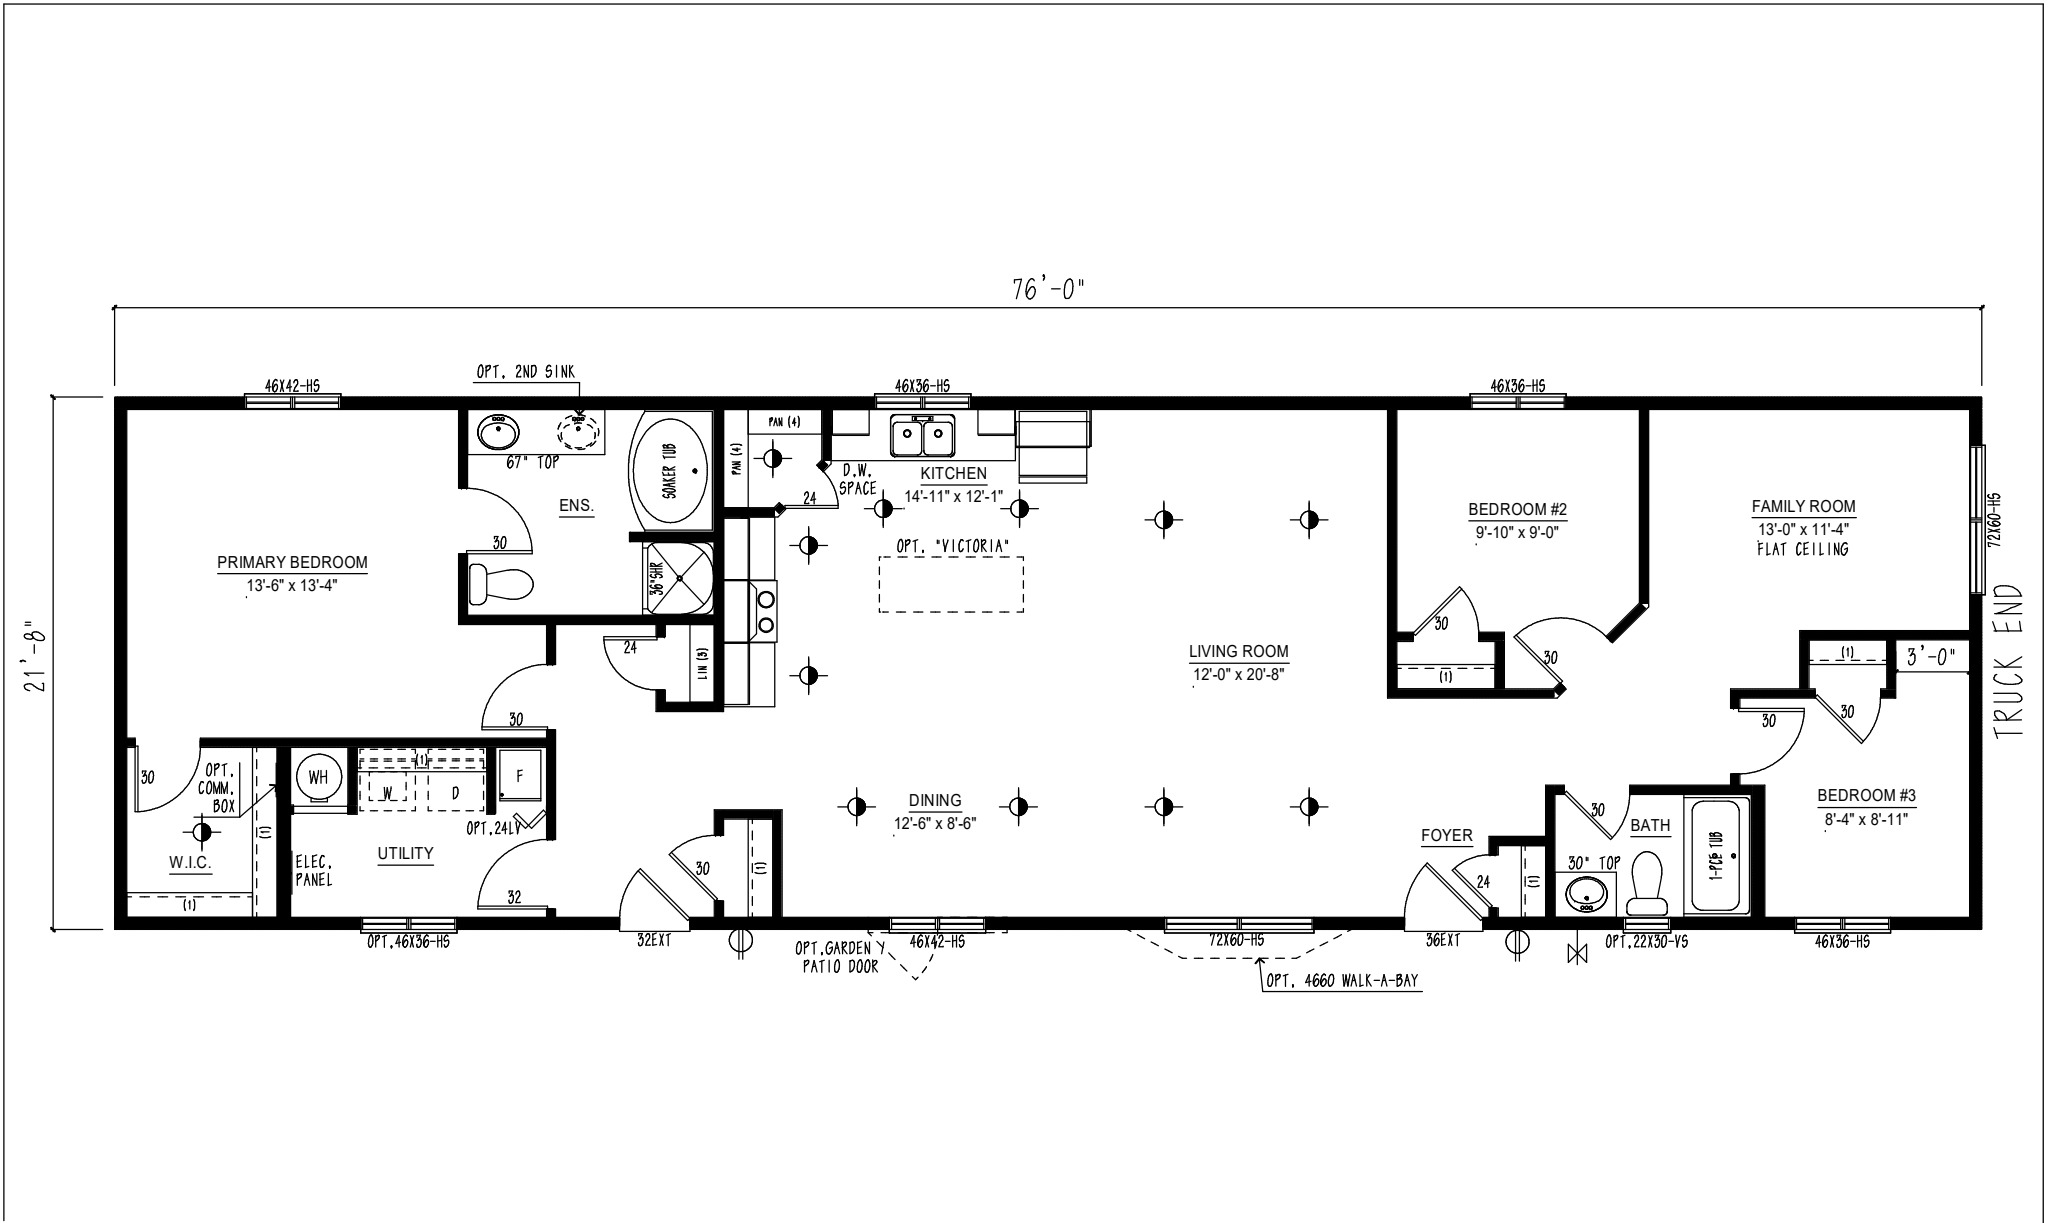 76'-0"
OPT. 2ND SINK
46X42-HS
46X36-HS
46X36-HS
67" TOP
SOAKER TUB
PAN (4)
PAN (4)
D.W.
SPACE
KITCHEN
14'-11" x 12'-1"
24
ENS.
30
36"SHR
OPT. "VICTORIA"
BEDROOM #2
9'-10" x 9'-0"
FAMILY ROOM
13'-0" x 11'-4"
FLAT CEILING
72X60-HS
PRIMARY BEDROOM
13'-6" x 13'-4"
21'-8"
TRUCK END
24
LIN (3)
LIVING ROOM
12'-0" x 20'-8"
30
30
(1)
(1)
3'-0"
30
30
30
30
OPT.
COMM.
BOX
WH
(1)
W
D
F
OPT.24LV
(1)
W.I.C.
(1)
ELEC.
PANEL
UTILITY
32
30
(1)
DINING
12'-6" x 8'-6"
FOYER
24
(1)
30
BATH
30" TOP
1-PCE TUB
BEDROOM #3
8'-4" x 8'-11"
OPT.46X36-HS
32EXT
OPT.GARDEN
PATIO DOOR
46X42-HS
72X60-HS
36EXT
OPT.22X30-VS
46X36-HS
OPT. 4660 WALK-A-BAY